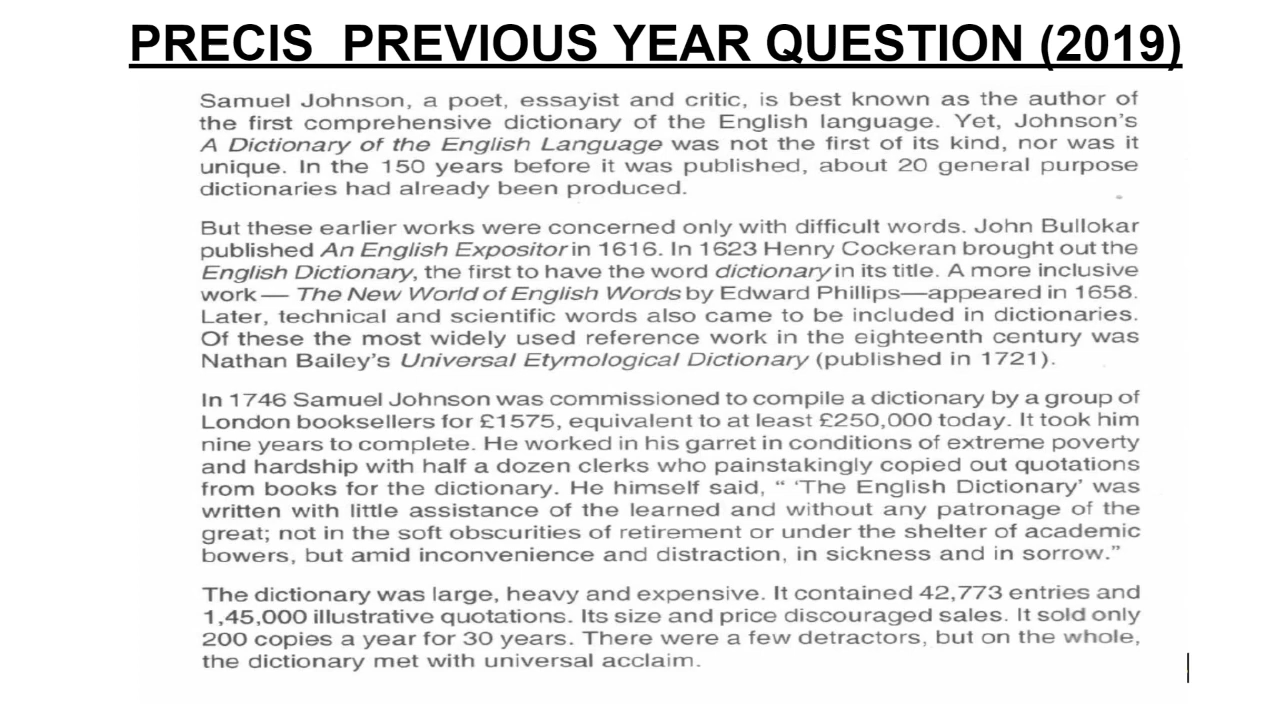 PRECIS PREVIOUS YEAR QUESTION (2019)
Samuel Johnson, a poet, essayist and critic, is best known as the author of
the first comprehensive dictionary of the English language. Yet, Johnson's
A Dictionary of the English Language was not the first of its kind, nor was it
unique. In the 150 years before it was published, about 20 general purpose
dictionaries had already been produced.
But these earlier works were concerned only with difficult words. John Bullokar
published An English Expositor in 1616. In 1623 Henry Cockeran brought out the
English Dictionary, the first to have the word dictionary in its title. A more inclusive
work — The New World of English Words by Edward Phillips—appeared in 1658.
Later, technical and scientific words also came to be included in dictionaries.
Of these the most widely used reference work in the eighteenth century was
Nathan Bailey's Universal Etymological Dictionary (published in 1721).
In 1746 Samuel Johnson was commissioned to compile a dictionary by a group of
London booksellers for £1575, equivalent to at least £250,000 today. It took him
nine years to complete. He worked in his garret in conditions of extreme poverty
and hardship with half a dozen clerks who painstakingly copied out quotations
from books for the dictionary. He himself said, " 'The English Dictionary' was
written with little assistance of the learned and without any patronage of the
great; not in the soft obscurities of retirement or under the shelter of academic
bowers, but amid inconvenience and distraction, in sickness and in sorrow."
The dictionary was large, heavy and expensive. It contained 42,773 entries and
1,45,000 illustrative quotations. Its size and price discouraged sales. It sold only
200 copies a year for 30 years. There were a few detractors, but on the whole,
the dictionary met with universal acclaim.